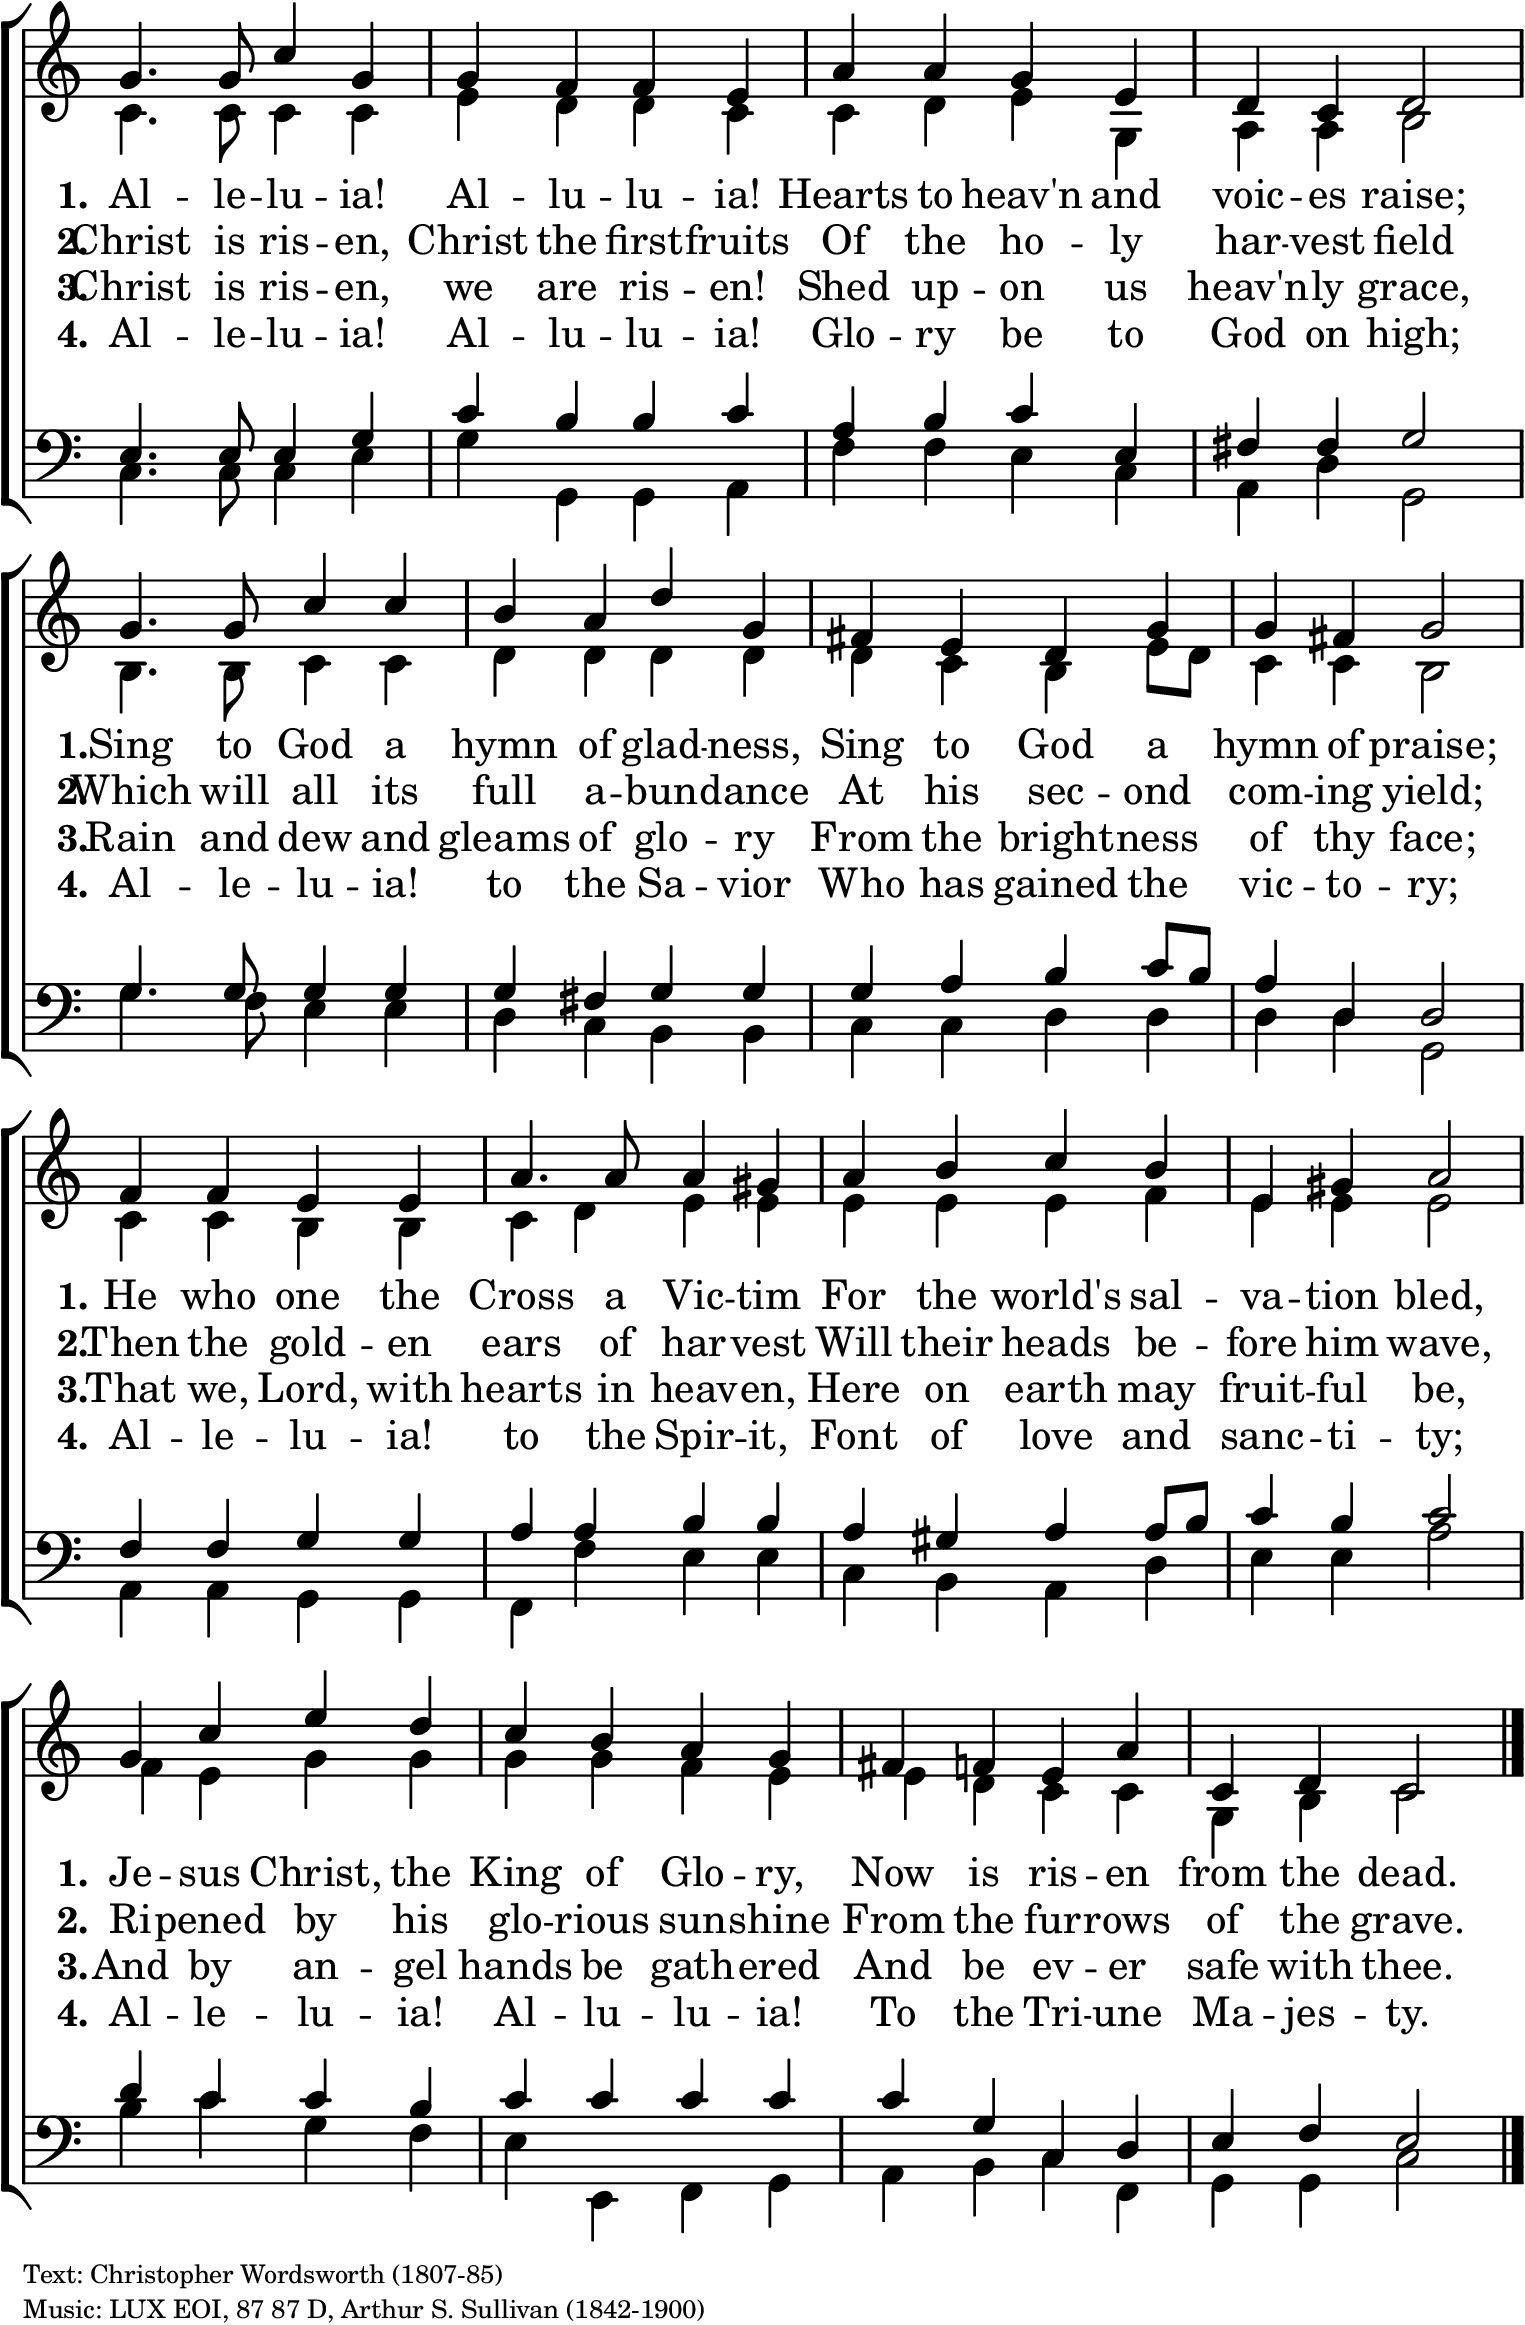 1. Al -- le -- lu -- ia! Al -- lu -- lu -- ia! Hearts to heav'n and voic -- es raise;
2. Christ is ris -- en, Christ the first -- fruits Of the ho -- ly har -- vest field
3. Christ is ris -- en, we are ris -- en! Shed up -- on us heav'nly grace,
4. Al -- le -- lu -- ia! Al -- lu -- lu -- ia! Glo -- ry be to God on high;
1. Sing to God a hymn of glad -- ness, Sing to God a hymn of praise;
2. Which will all its full a -- bundance At his sec -- ond com -- ing yield;
3. Rain and dew and gleams of glo -- ry From the brightness of thy face;
4. Al -- le -- lu -- ia! to the Sa -- vior Who has gained the vic -- to -- ry;
1. He who one the Cross a Vic -- tim For the world's sal -- va -- tion bled,
2. Then the gold -- en ears of har -- vest Will their heads be -- fore him wave,
3. That we, Lord, with hearts in heaven, Here on earth may fruit -- ful be,
4. Al -- le -- lu -- ia! to the Spir -- it, Font of love and sanc -- ti -- ty;
1. Je -- sus Christ, the King of Glo -- ry, Now is ris -- en from the dead.
2. Ripened by his glo -- rious sunshine From the furrows of the grave.
3. And by an -- gel hands be gathered And be ev -- er safe with thee.
4. Al -- le -- lu -- ia! Al -- lu -- lu -- ia! To the Tri -- une Ma -- jes -- ty.
Text: Christopher Wordsworth (1807-85)
Music: LUX EOI, 87 87 D, Arthur S. Sullivan (1842-1900)